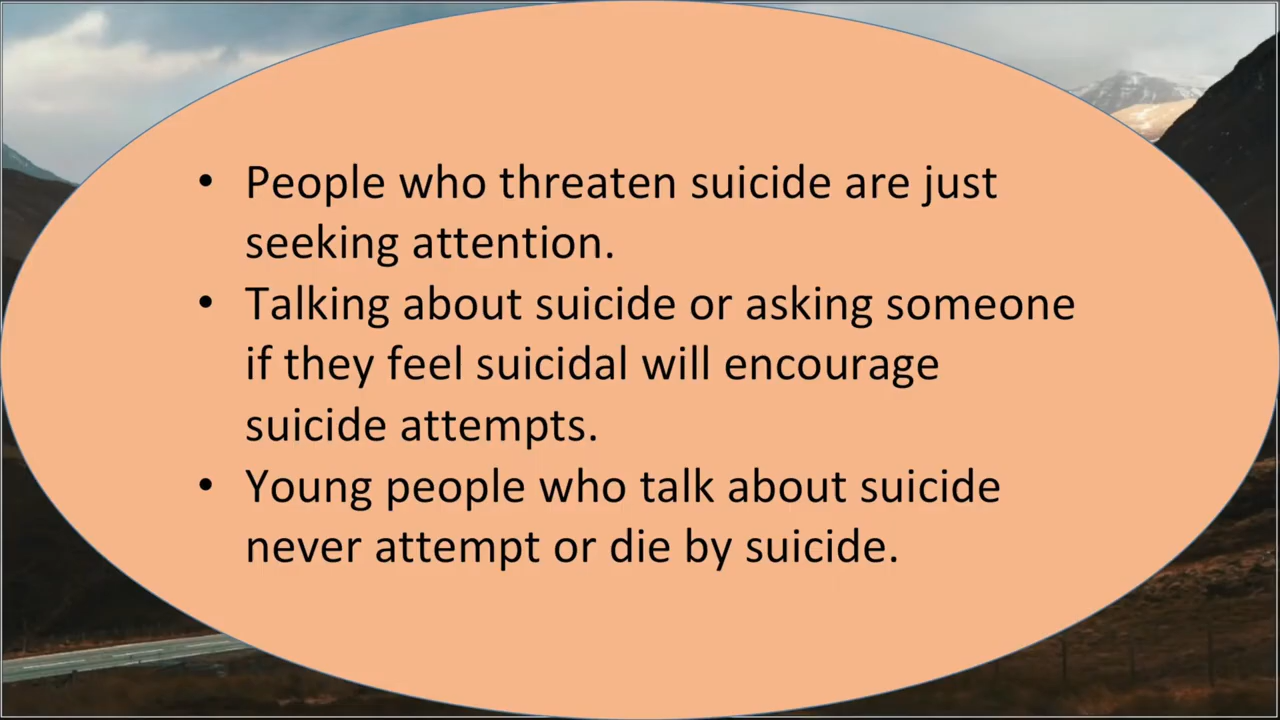 • People who threaten suicide are just
seeking attention.
• Talking about suicide or asking someone
if they feel suicidal will encourage
suicide attempts.
• Young people who talk about suicide
never attempt or die by suicide.